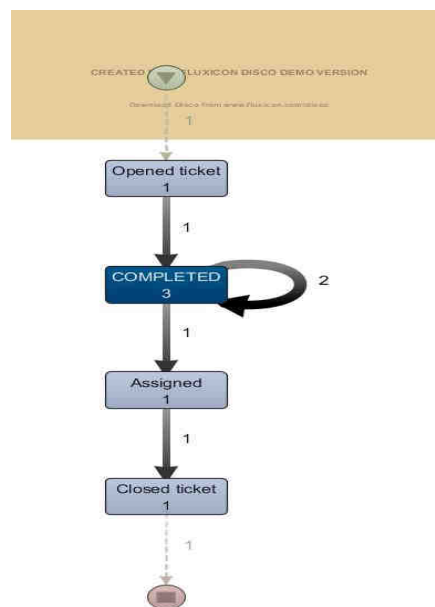 CREATED FLUXICON DISCO DEMO VERSION
Download Disco from www.fluxicon.com/disco
1
Opened ticket
1
1
COMPLETED
3
2
1
Assigned
1
1
Closed ticket
1
1